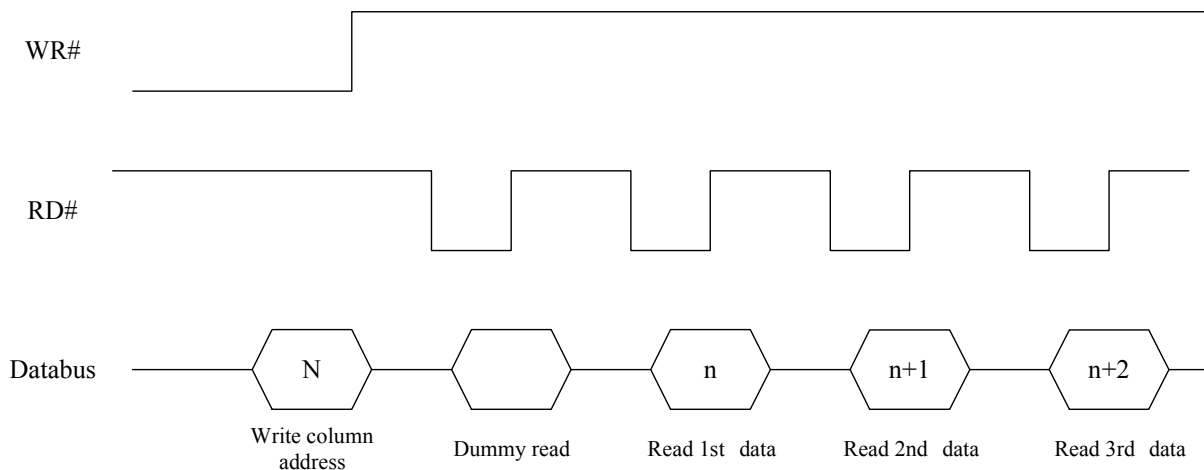 WR#
RD#
Databus
N
n
n+1
n+2
Write column
address
Dummy read
Read 1st data
Read 2nd data
Read 3rd data